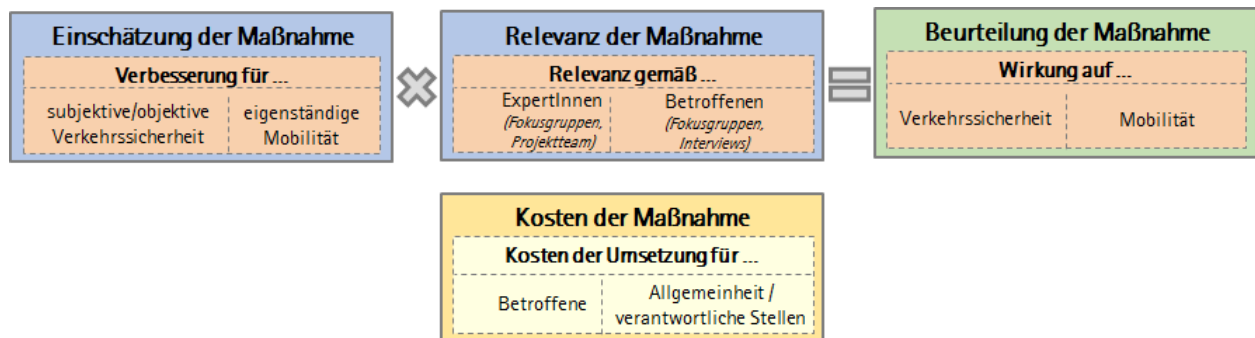 Einschätzung der Maßnahme
Verbesserung für ...
subjektive/objektive
Verkehrssicherheit
eigenständige
Mobilität
Relevanz der Maßnahme
Relevanz gemäß ...
ExpertInnen
(Fokusgruppen,
Projektteam)
Betroffenen
(Fokusgruppen,
Interviews)
Beurteilung der Maßnahme
Wirkung auf ...
Verkehrssicherheit
Mobilität
Kosten der Maßnahme
Kosten der Umsetzung für ...
Betroffene
Allgemeinheit /
verantwortliche Stellen